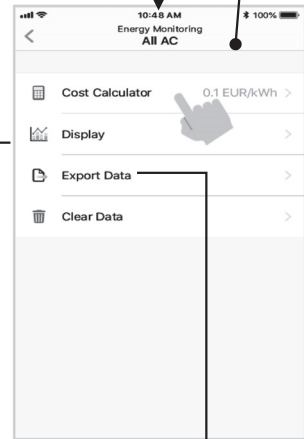 10:48 AM
100%
Energy Monitoring
All AC
Cost Calculator 0.1 EUR/kWh
Display
Export Data
Clear Data